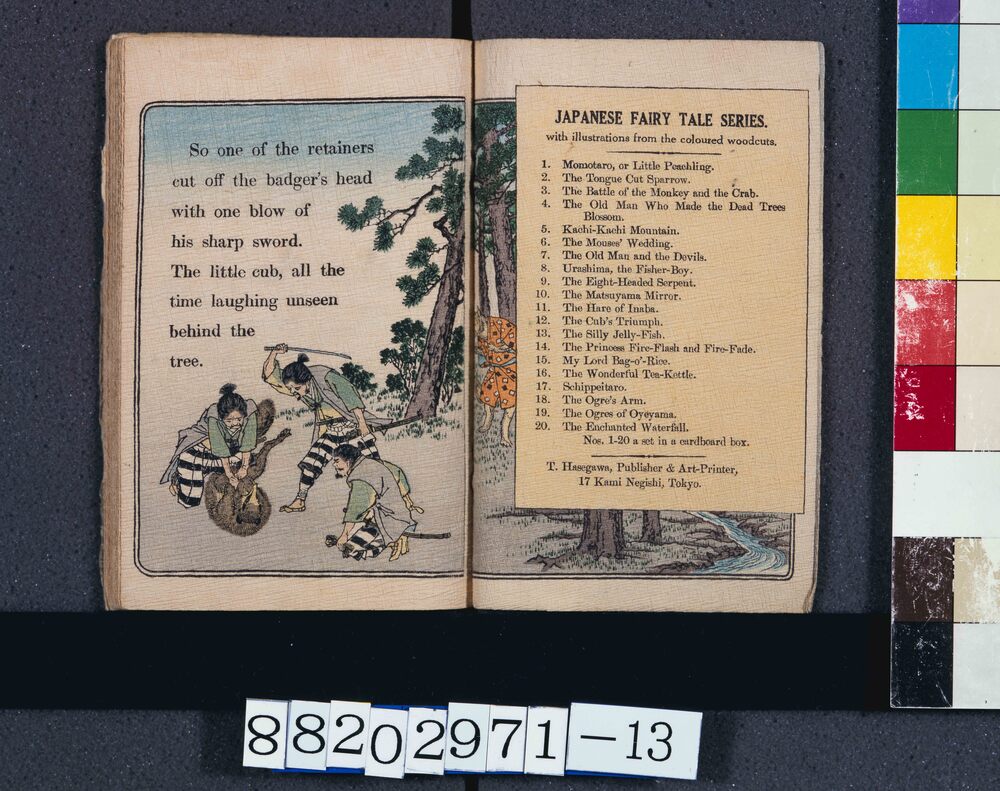 So one of the retainers
cut off the badger's head
with one blow of
his sharp sword.
The little cub, all the
time laughing unseen
behind the
tree.
JAPANESE FAIRY TALE SERIES.
with illustrations from the coloured woodcuts.
1. Momotaro, or Little Peachling.
2. The Tongue Cut Sparrow.
3. The Battle of the Monkey and the Crab.
4. The Old Man Who Made the Dead Trees
Blossom.
5. Kachi-Kachi Mountain.
6. The Mouses' Wedding.
7. The Old Man and the Devils.
8. Urashima, the Fisher-Boy.
9. The Eight-Headed Serpent.
10. The Matsuyama Mirror.
11. The Hare of Inaba.
12. The Cub's Triumph.
13. The Silly Jelly-Fish.
14. The Princess Fire-Flash and Fire-Fade.
15. My Lord Bag-o'-Rice.
16. The Wonderful Tea-Kettle.
17. Schippeitaro.
18. The Ogre's Arm.
19. The Ogres of Oyeyama.
20. The Enchanted Waterfall.
Nos. 1-20 a set in a cardboard box.
T. Hasegawa, Publisher & Art-Printer,
17 Kami Negishi, Tokyo.
88202971-13